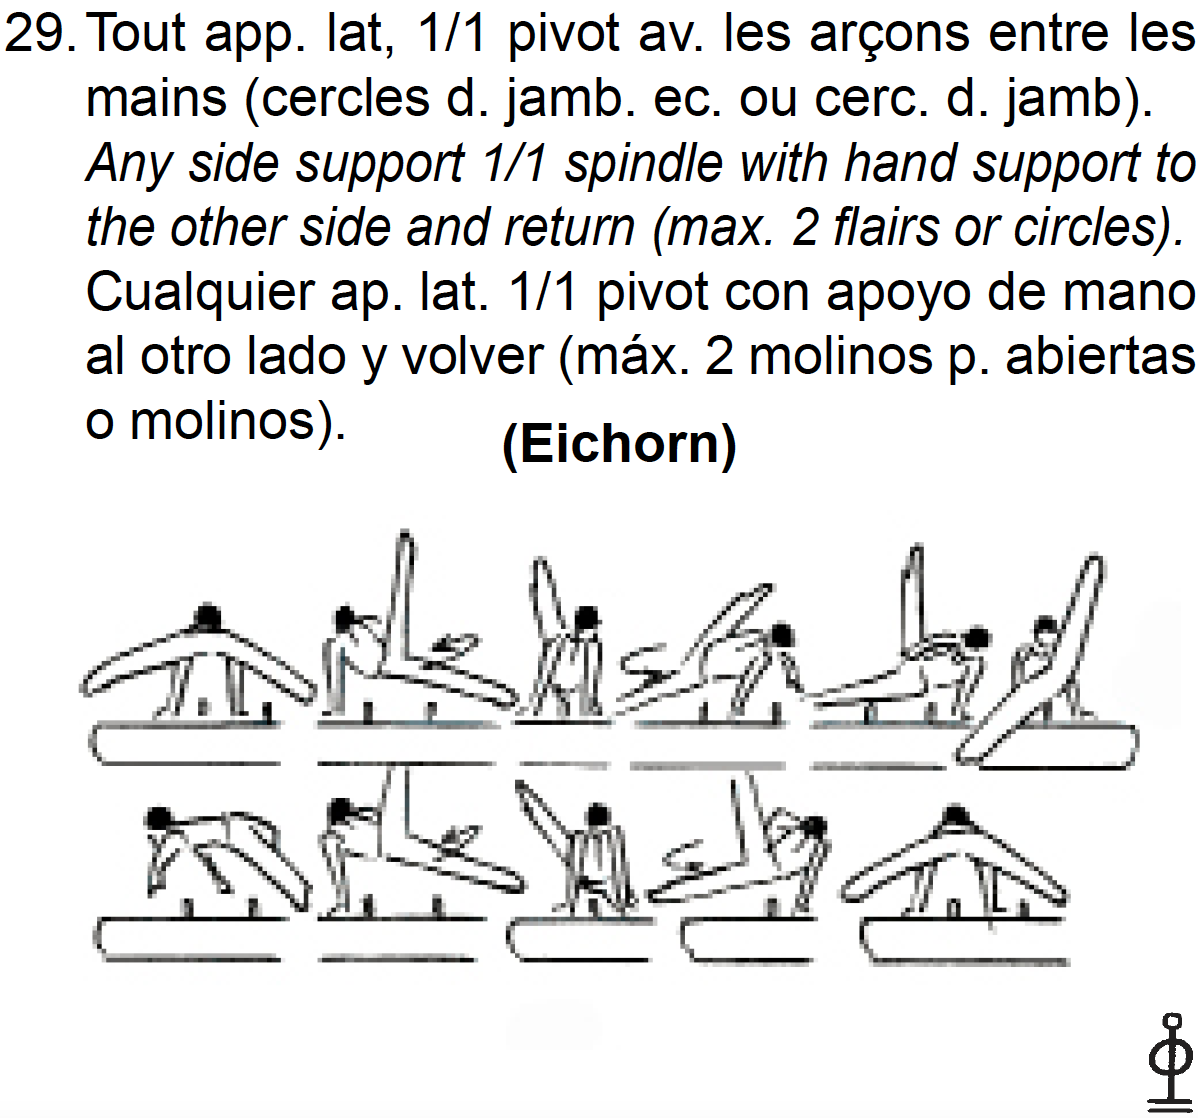 29. Tout app. lat, 1/1 pivot av. les arçons entre les
mains (cercles d. jamb. ec. ou cerc. d. jamb).
Any side support 1/1 spindle with hand support to
the other side and return (max. 2 flairs or circles).
Cualquier ap. lat. 1/1 pivot con apoyo de mano
al otro lado y volver (máx. 2 molinos p. abiertas
o molinos).
(Eichorn)